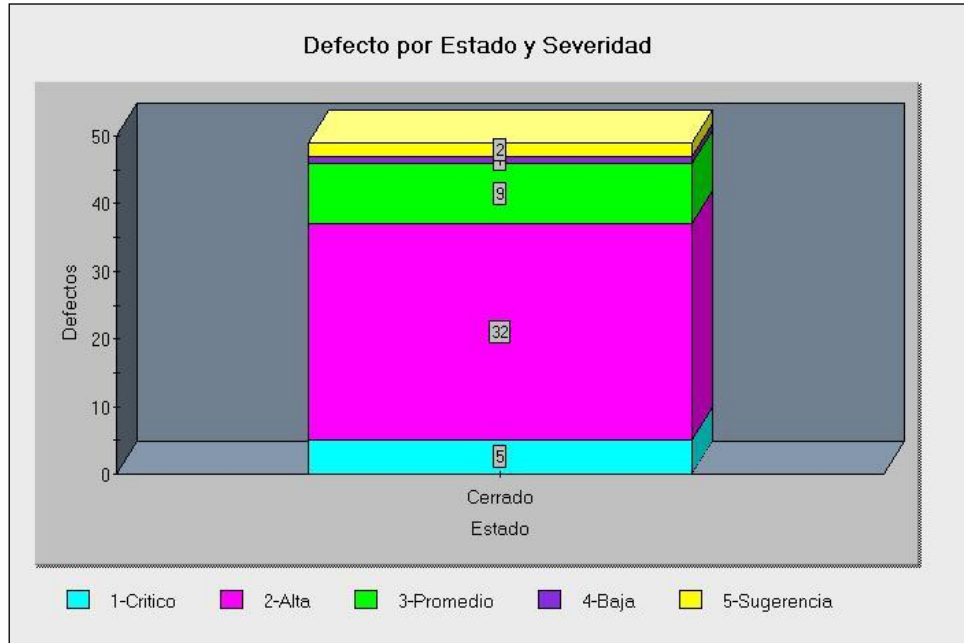 Defecto por Estado y Severidad
50
40
30
20
10
0
Defectos
2
9
32
5
Cerrado
Estado
1-Critico 2-Alta 3-Promedio 4-Baja 5-Sugerencia